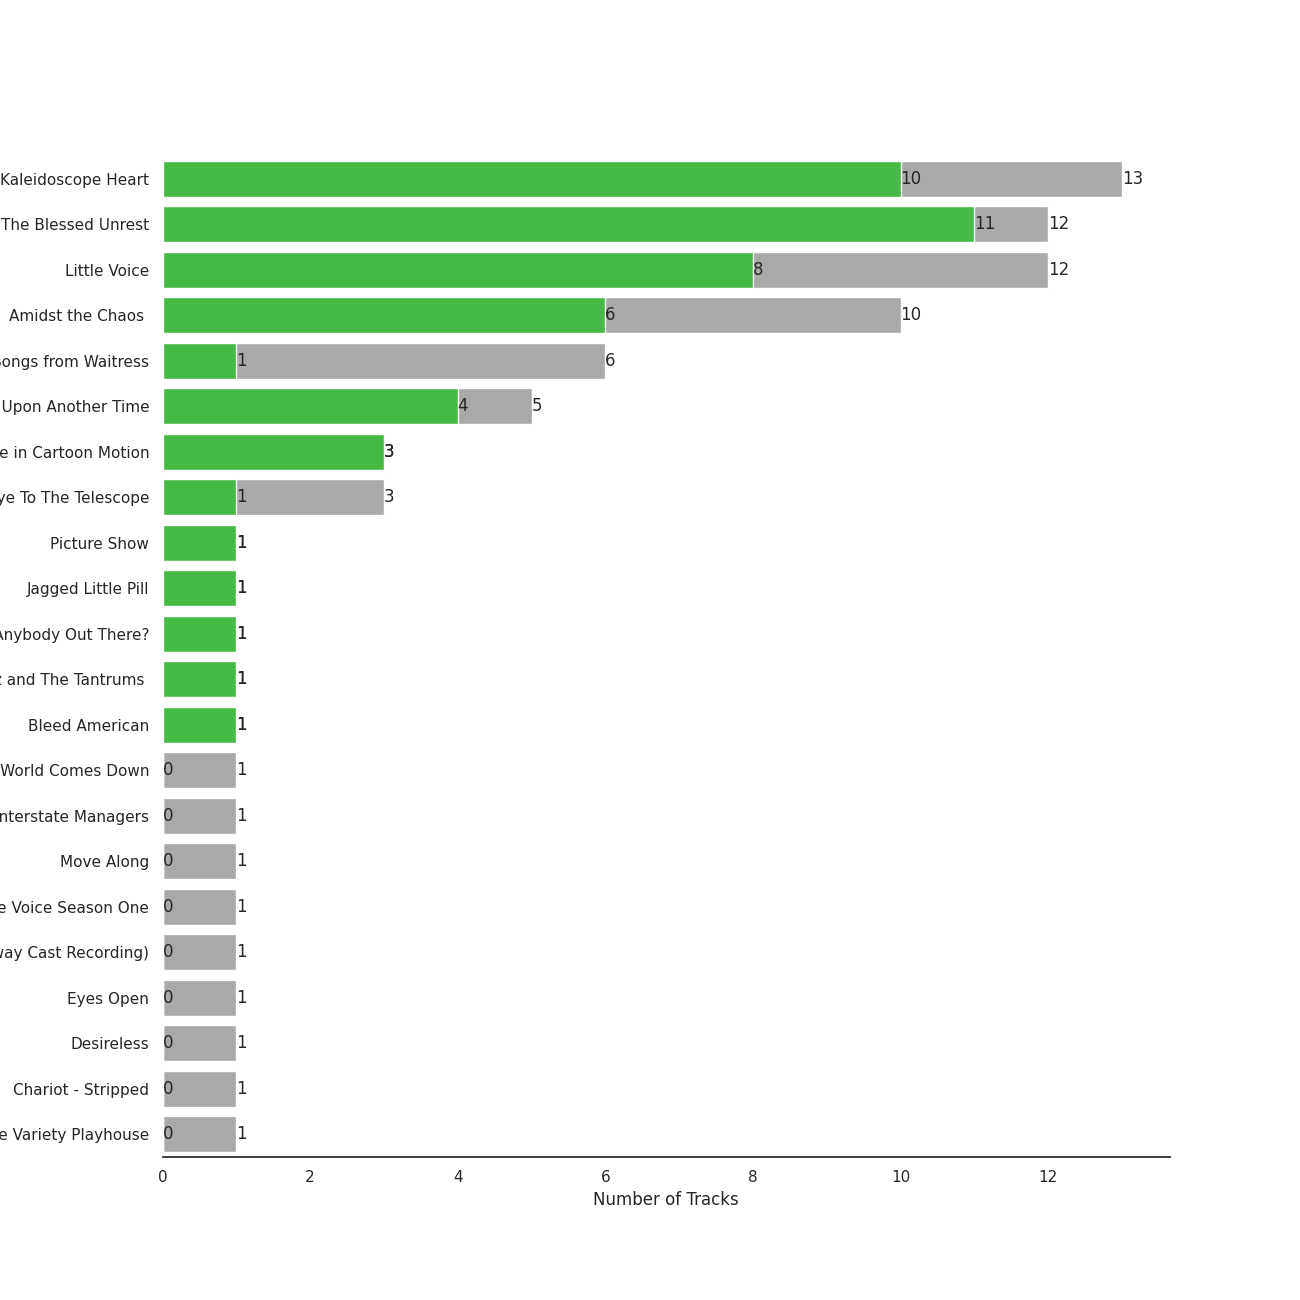 Kaleidoscope Heart 10 13
The Blessed Unrest 11 12
Little Voice 8 12
Amidst the Chaos 6 10
from Waitress 1 6
Upon Another Time 4 5
in Cartoon Motion 3
To The Telescope 1 3
Picture Show 1
Jagged Little Pill 1
Anybody Out There? 1
and The Tantrums 1
Bleed American 1
World Comes Down 0 1
Managers 0 1
Move Along 0 1
Voice Season One 0 1
Cast Recording) 0 1
Eyes Open 0 1
Desireless 0 1
Chariot - Stripped 0 1
Variety Playhouse 0 1
0 2 4 6 8 10 12
Number of Tracks